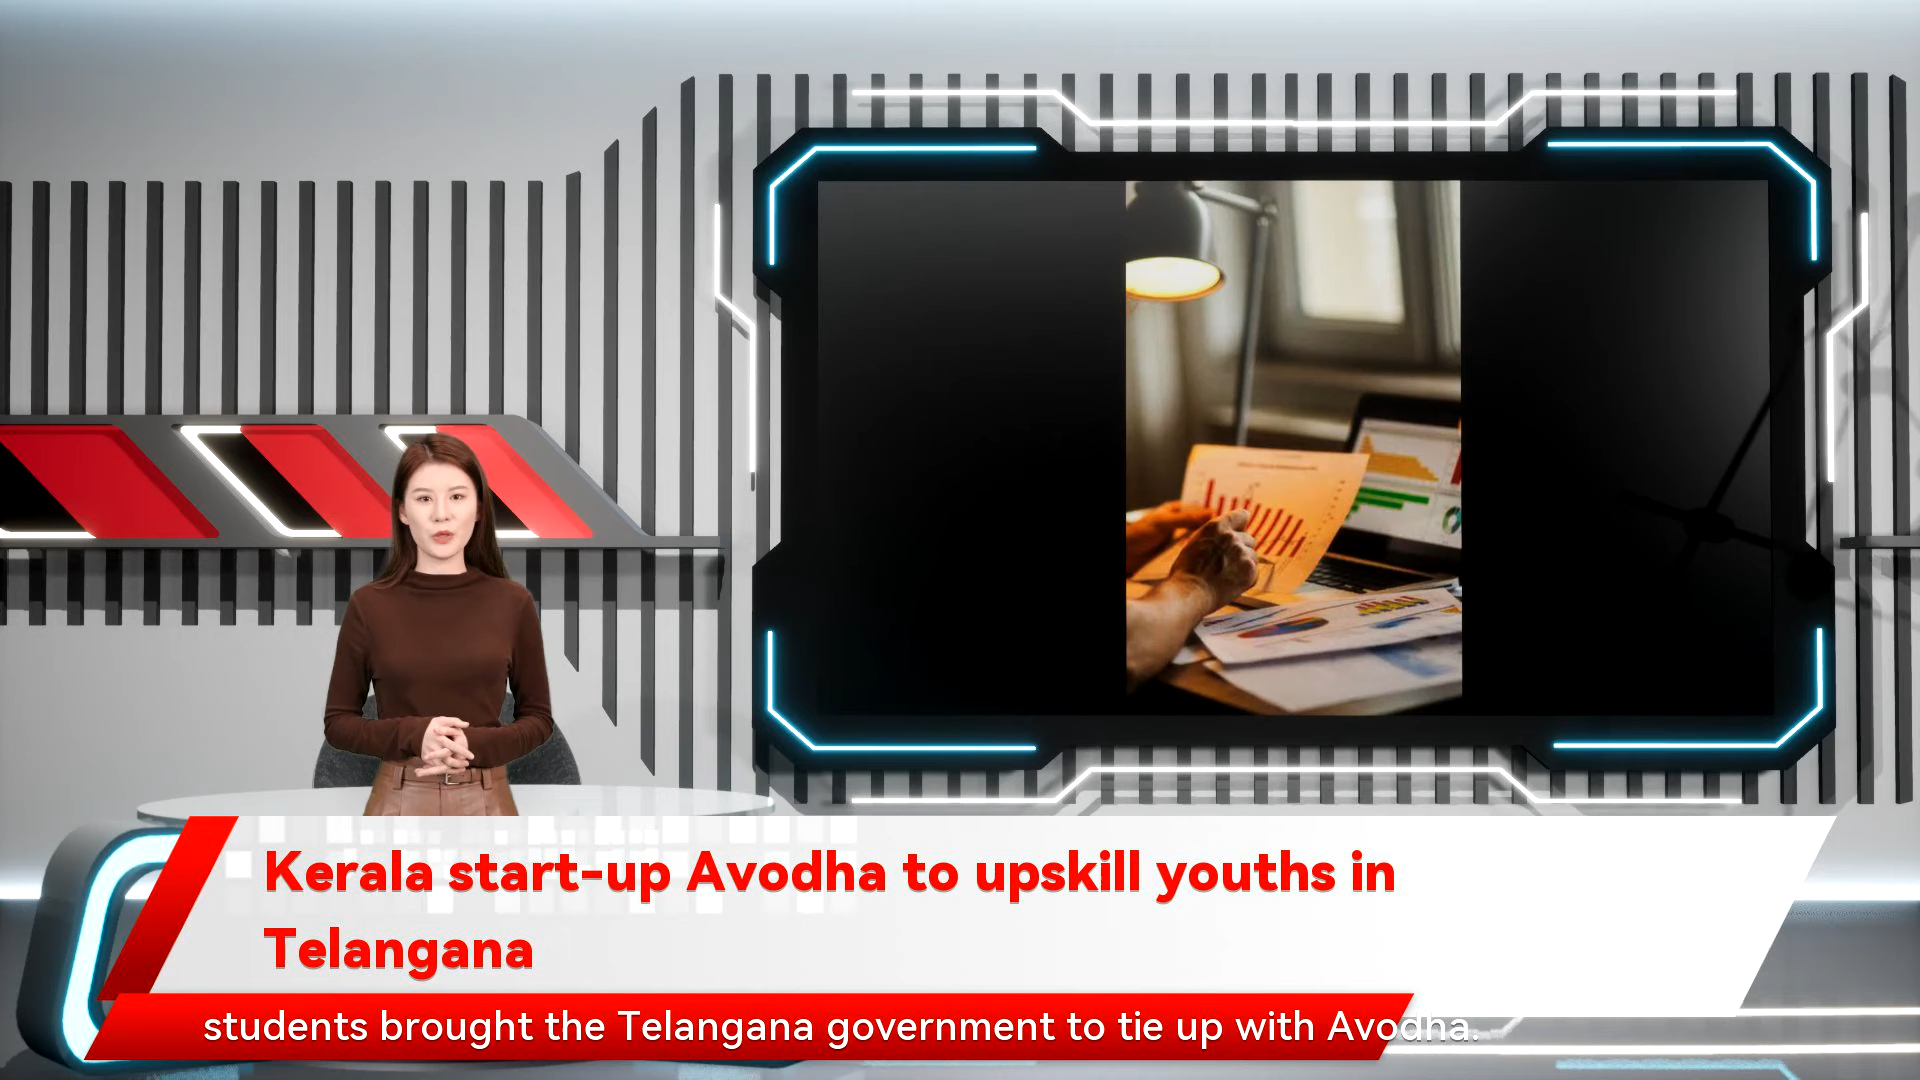 Kerala start-up Avodha to upskill youths in
Telangana
students brought the Telangana government to tie up with Avodha.